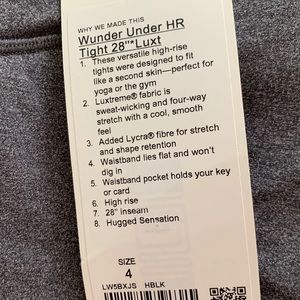 WHY WE MADE THIS
Wunder Under HR
Tight 28"*Luxt
1. These versatile high-rise
tights were designed to fit
like a second skin—perfect for
yoga or the gym
2. Luxtreme® fabric is
sweat-wicking and four-way
stretch with a cool, smooth
feel
3. Added Lycra® fibre for stretch
and shape retention
4. Waistband lies flat and won't
dig in
5. Waistband pocket holds your key
or card
6. High rise
7. 28" inseam
8. Hugged Sensation
SIZE
4
LW5BXJS HBLK